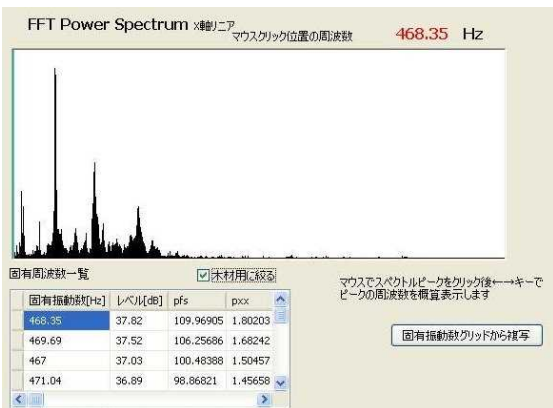 FFT Power Spectrum X軸リニア
マウスクリック位置の周波数 468.35 Hz
固有周波数一覧 木材用に絞る
マウスでスペクトルピークをクリック後←→キーで
ピークの周波数を概算表示します
固有振動数[Hz] レベル[dB] pfs pxx
468.35 37.82 109.96905 1.80203
469.69 37.52 106.25686 1.68242
467 37.03 100.48388 1.50457
471.04 36.89 98.86821 1.45658
固有振動数グリッドから複写